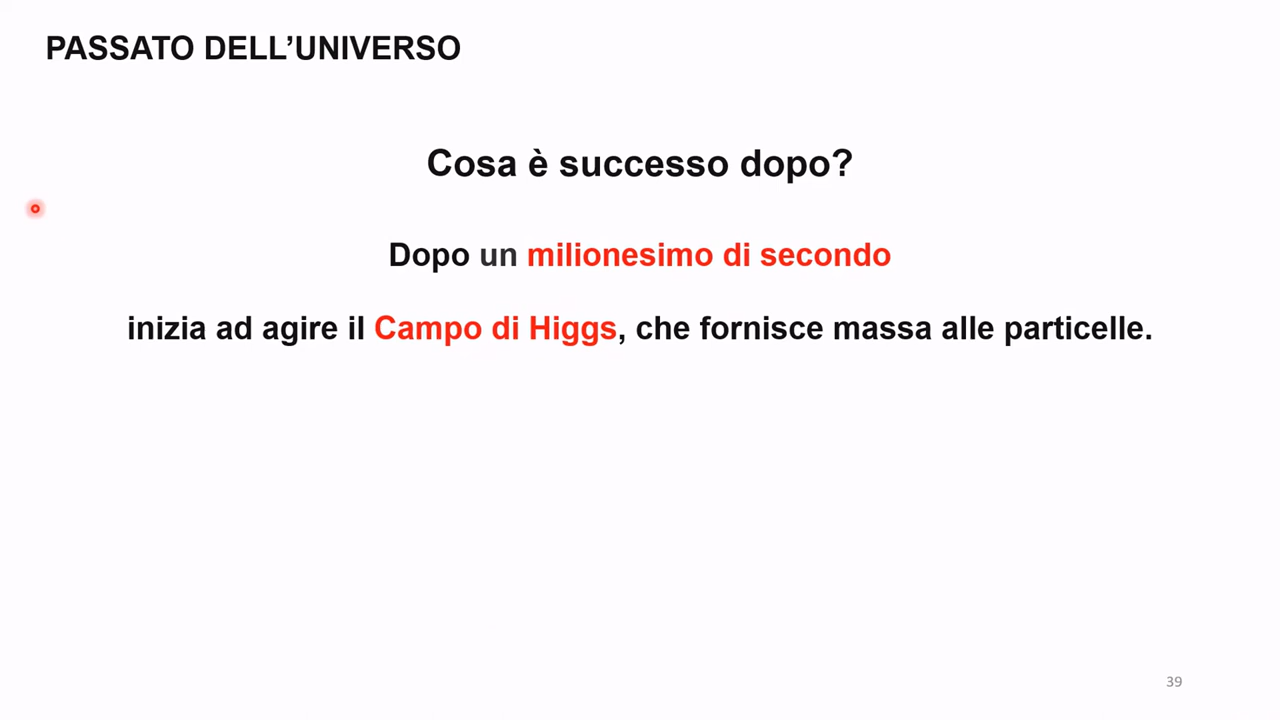 PASSATO DELL’UNIVERSO
Cosa è successo dopo?
Dopo un milionesimo di secondo
inizia ad agire il Campo di Higgs, che fornisce massa alle particelle.
39